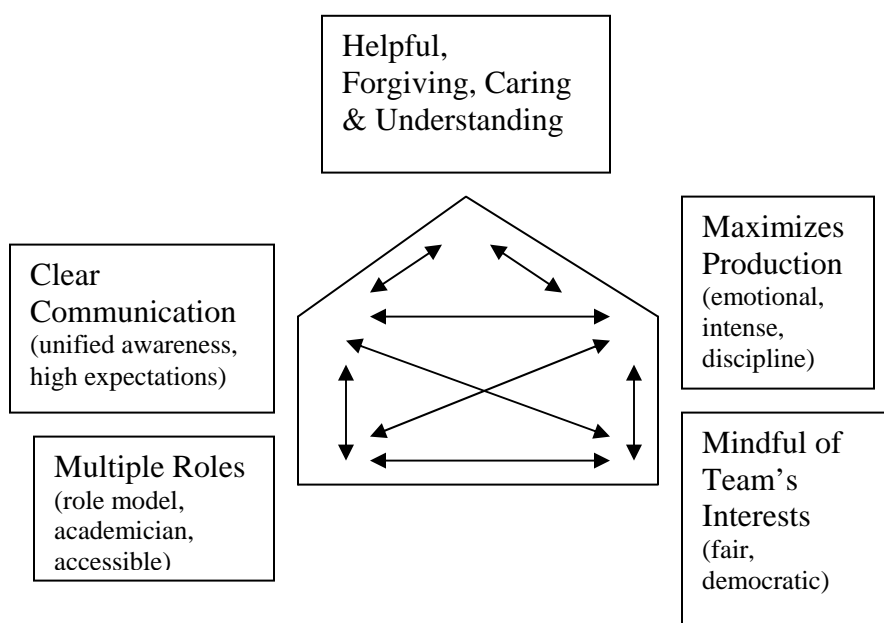 Helpful,
Forgiving, Caring
& Understanding
Clear
Communication
(unified awareness,
high expectations)
Maximizes
Production
(emotional,
intense,
discipline)
Multiple Roles
(role model,
academician,
accessible)
Mindful of
Team’s
Interests
(fair,
democratic)